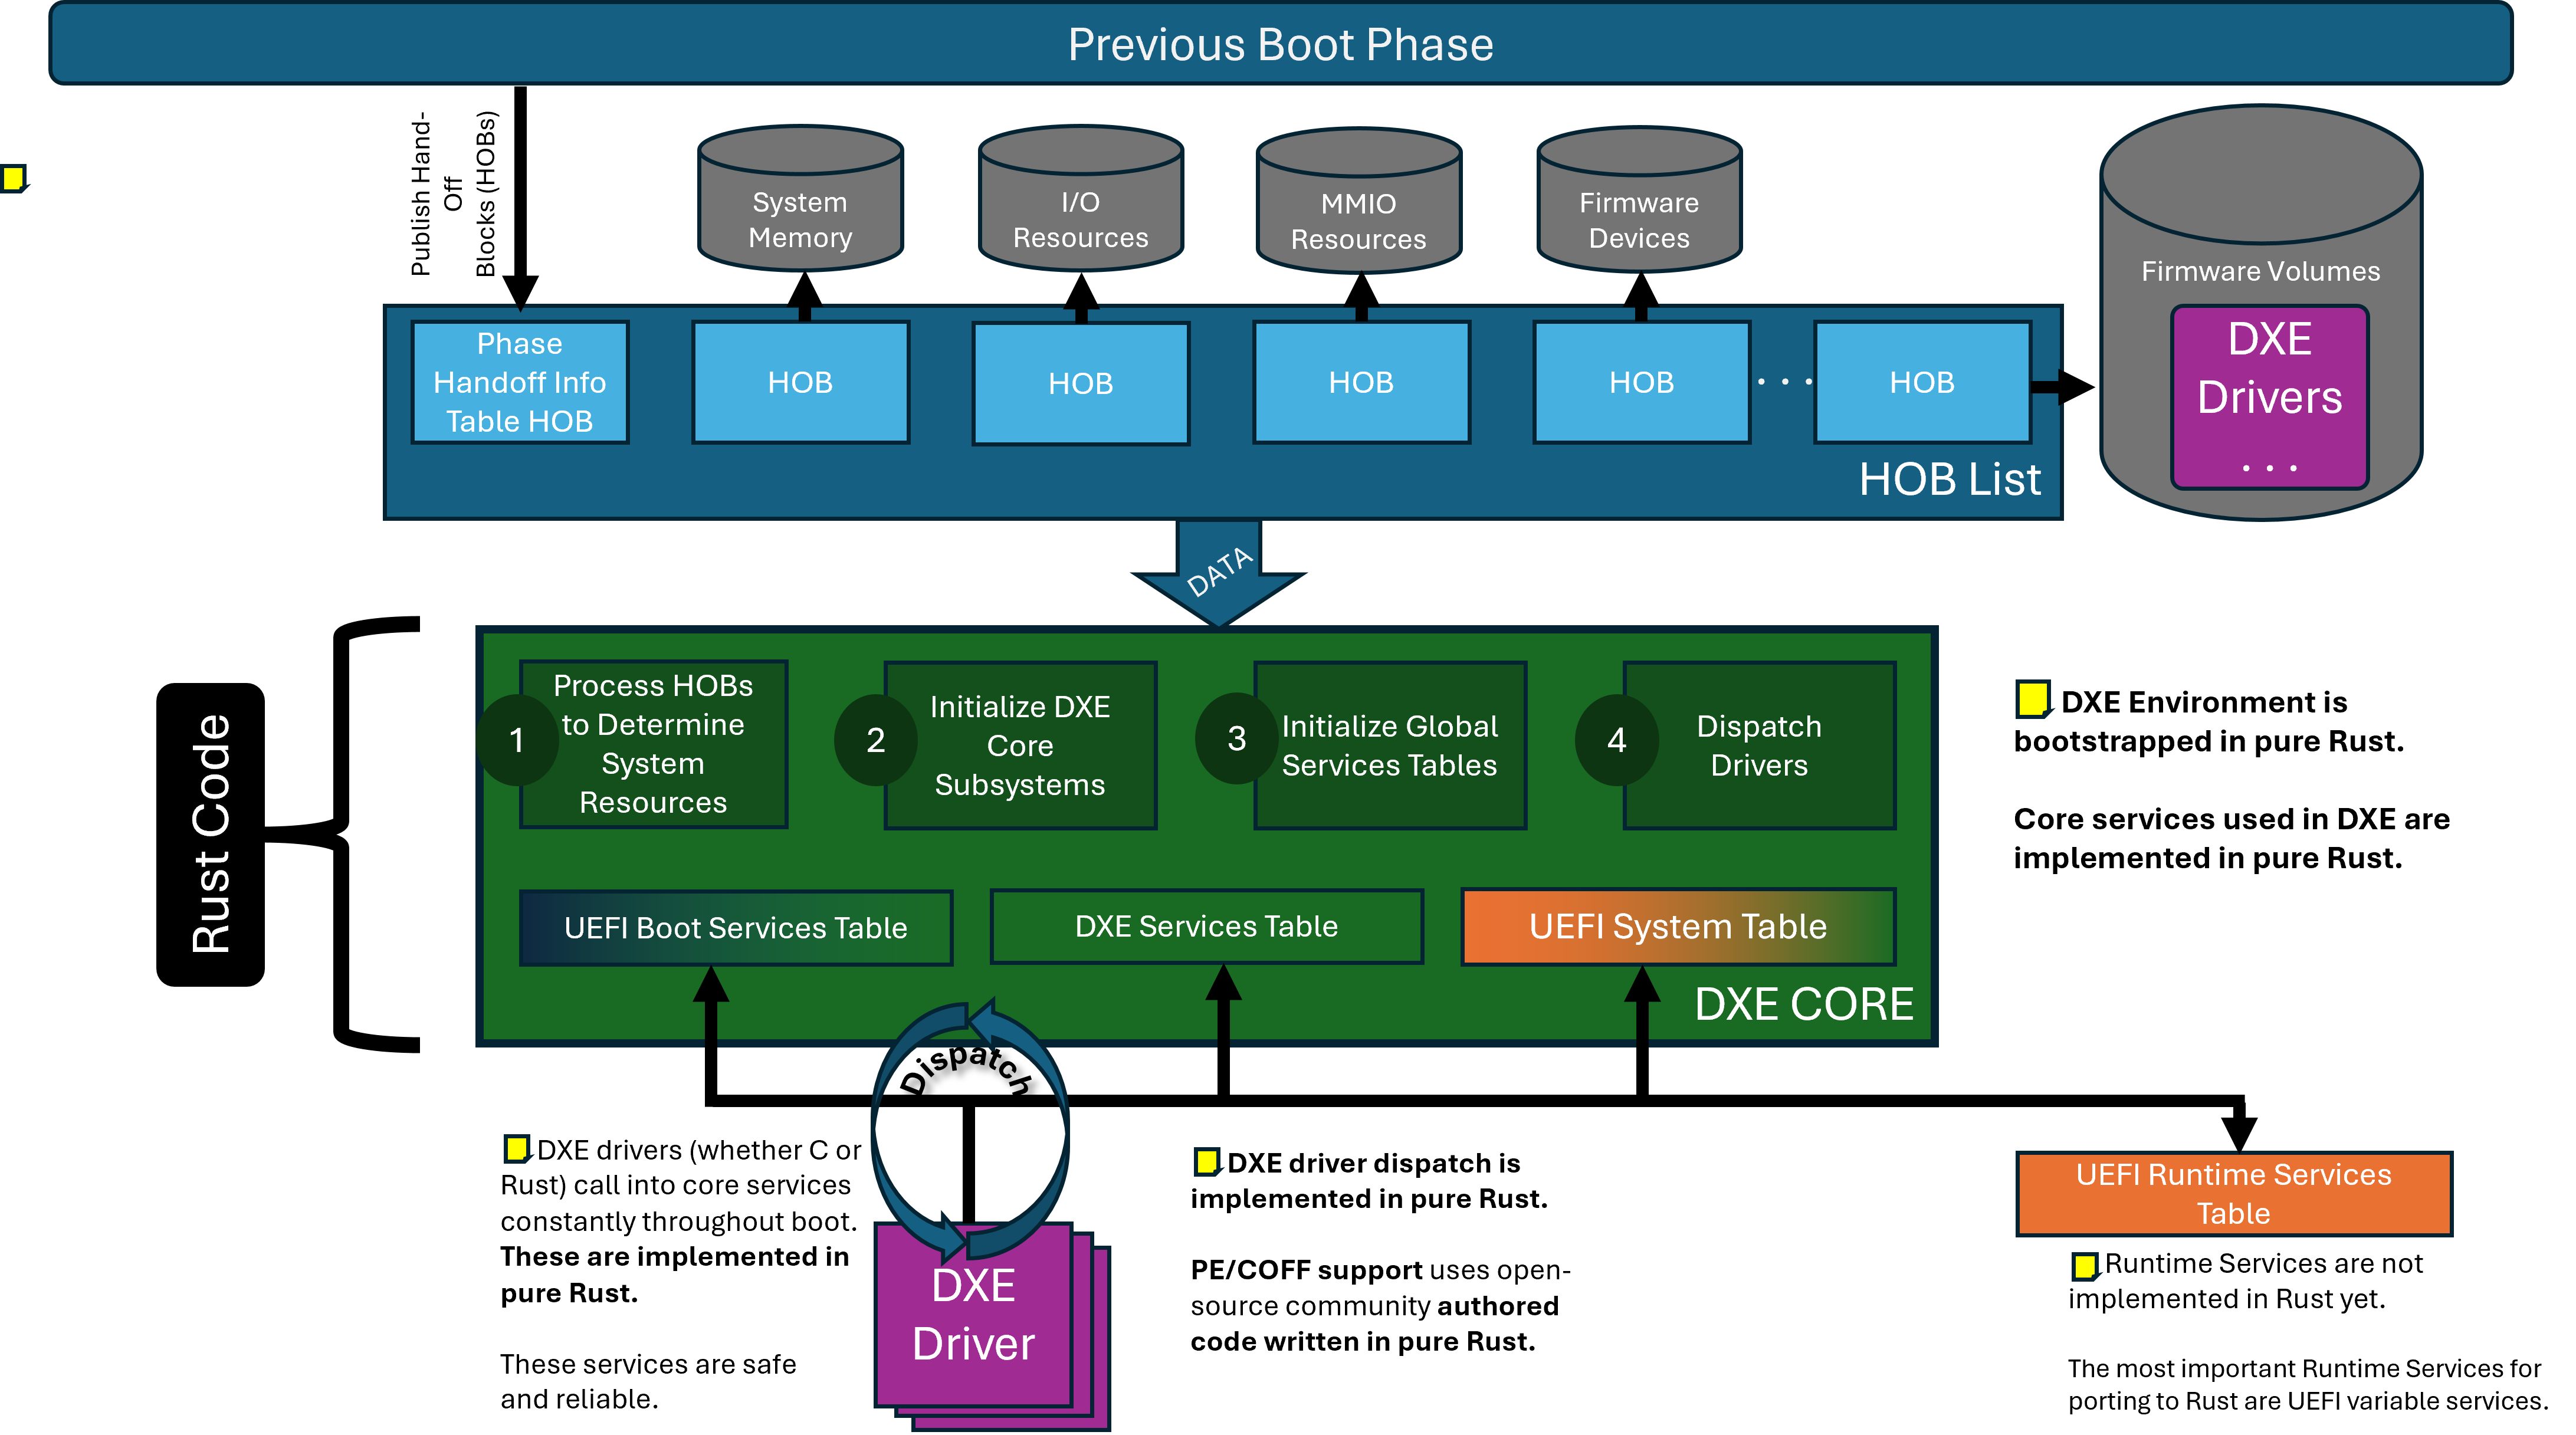 Previous Boot Phase
Publish Hand-
Off
Blocks (HOBs)
System
Memory
I/O
Resources
MMIO
Resources
Firmware
Devices
Firmware Volumes
DXE
Drivers
. . .
Phase
Handoff Info
Table HOB
HOB
HOB
HOB
HOB
. . .
HOB
HOB List
DATA
Rust Code
1
Process HOBs
to Determine
System
Resources
2
Initialize DXE
Core
Subsystems
3
Initialize Global
Services Tables
4
Dispatch
Drivers
UEFI Boot Services Table
DXE Services Table
UEFI System Table
DXE CORE
DXE Environment is
bootstrapped in pure Rust.
Core services used in DXE are
implemented in pure Rust.
Dispatch
DXE drivers (whether C or
Rust) call into core services
constantly throughout boot.
These are implemented in
pure Rust.
These services are safe
and reliable.
DXE
Driver
DXE driver dispatch is
implemented in pure Rust.
PE/COFF support uses open-
source community authored
code written in pure Rust.
UEFI Runtime Services
Table
Runtime Services are not
implemented in Rust yet.
The most important Runtime Services for
porting to Rust are UEFI variable services.